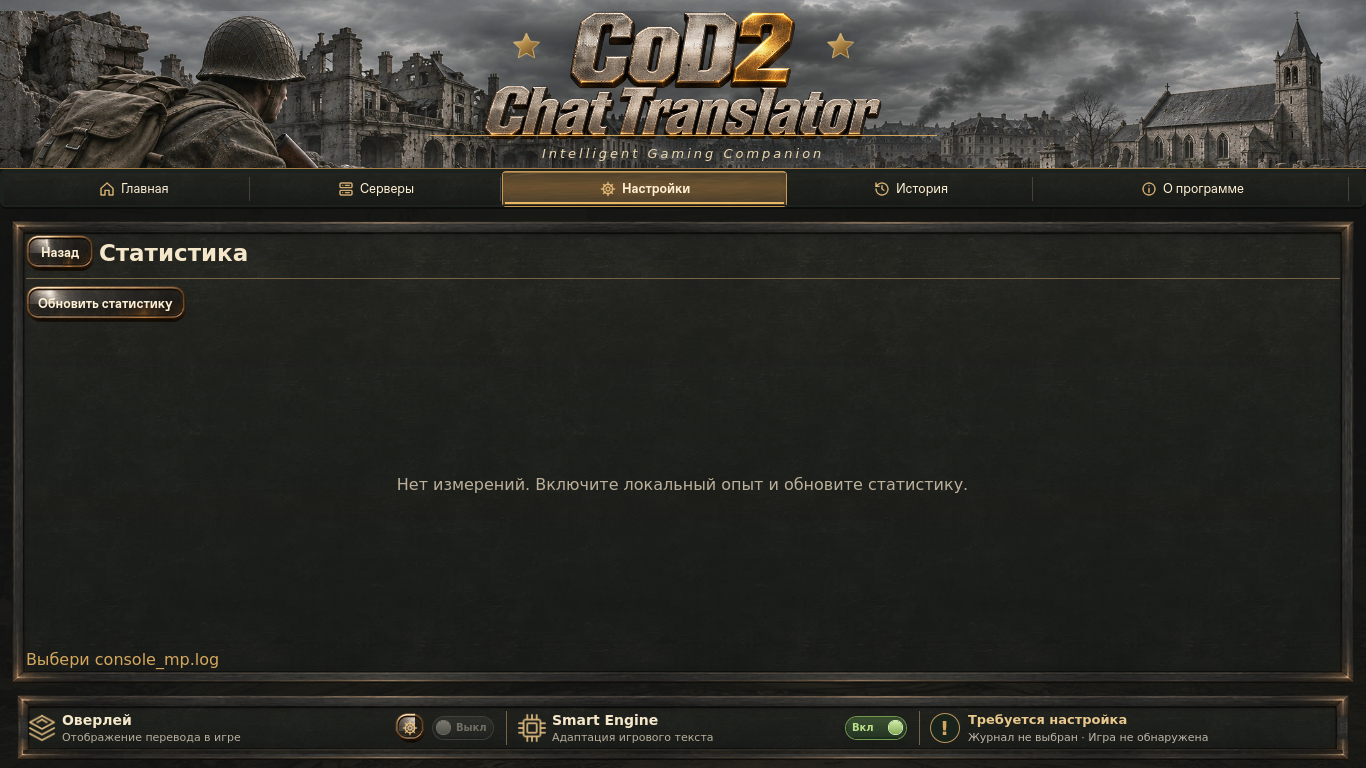 CoD2
Chat Translator
Intelligent Gaming Companion
Главная
Серверы
Настройки
История
О программе
Назад
Статистика
Обновить статистику
Нет измерений. Включите локальный опыт и обновите статистику.
Выбери console_mp.log
Оверлей
Отображение перевода в игре
Выкл
Smart Engine
Адаптация игрового текста
Вкл
Требуется настройка
Журнал не выбран · Игра не обнаружена